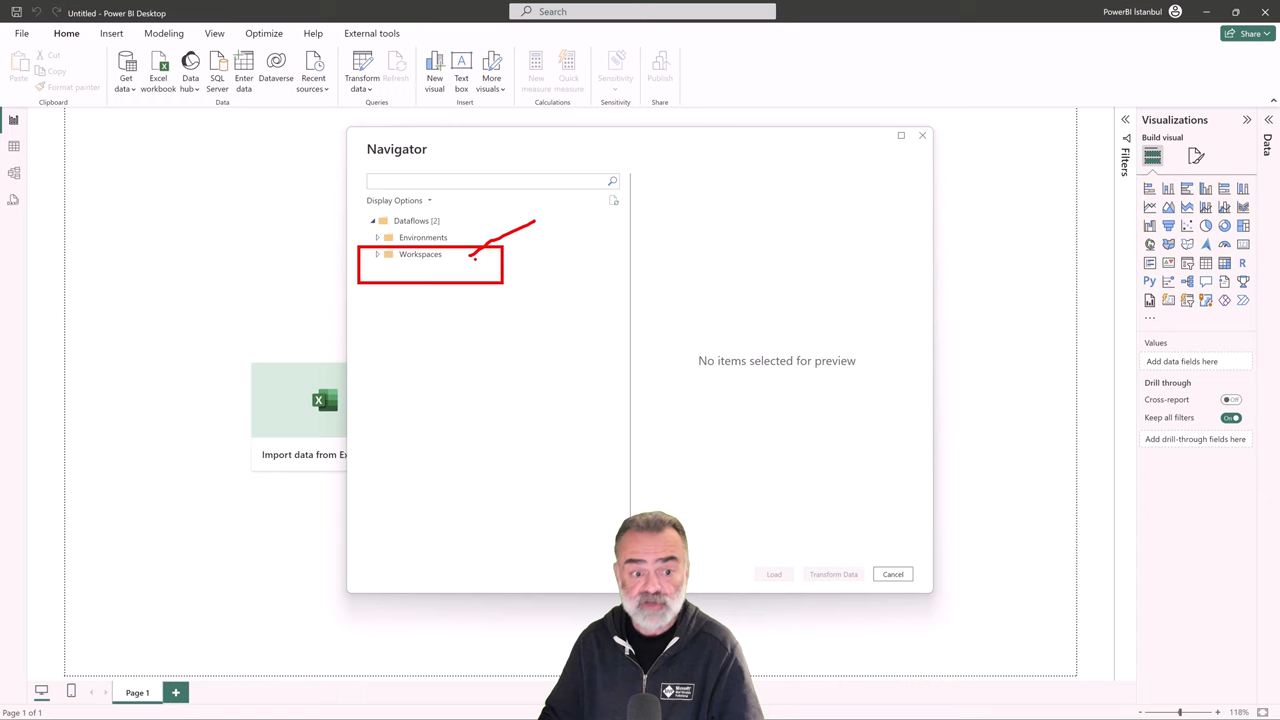 Untitled - Power BI Desktop
Search
PowerBI Istanbul
File Home Insert Modeling View Optimize Help External tools
Share
Paste
Cut
Copy
Format painter
Clipboard
Get data
Excel workbook
Data hub
SQL Server
Enter data
Dataverse
Recent sources
Data
Transform data
Refresh
Queries
New visual
Text box
More visuals
Insert
New measure
Quick measure
Calculations
Sensitivity
Sensitivity
Publish
Share
Navigator
Display Options
Dataflows [2]
Environments
Workspaces
No items selected for preview
Load
Transform Data
Cancel
Import data from Ex
Filters
Visualizations
Build visual
Values
Add data fields here
Drill through
Cross-report
Off
Keep all filters
On
Add drill-through fields here
Data
Page 1
Page 1 of 1
118%